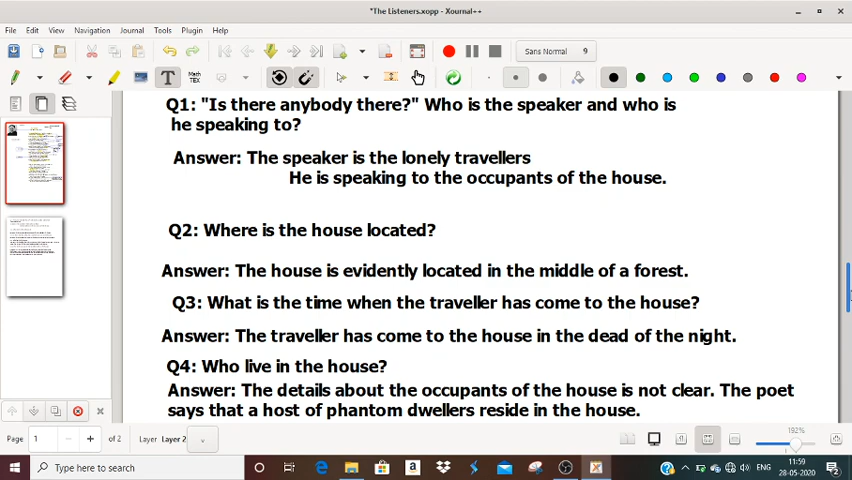 *The Listeners.xopp - Xournal++
File Edit View Navigation Journal Tools Plugin Help
Sans Normal 9
T Math TEX
Q1: "Is there anybody there?" Who is the speaker and who is
he speaking to?
Answer: The speaker is the lonely travellers
He is speaking to the occupants of the house.
Q2: Where is the house located?
Answer: The house is evidently located in the middle of a forest.
Q3: What is the time when the traveller has come to the house?
Answer: The traveller has come to the house in the dead of the night.
Q4: Who live in the house?
Answer: The details about the occupants of the house is not clear. The poet
says that a host of phantom dwellers reside in the house.
Page 1 of 2 Layer Layer 2 192%
Type here to search
ENG 11:59
28-05-2020